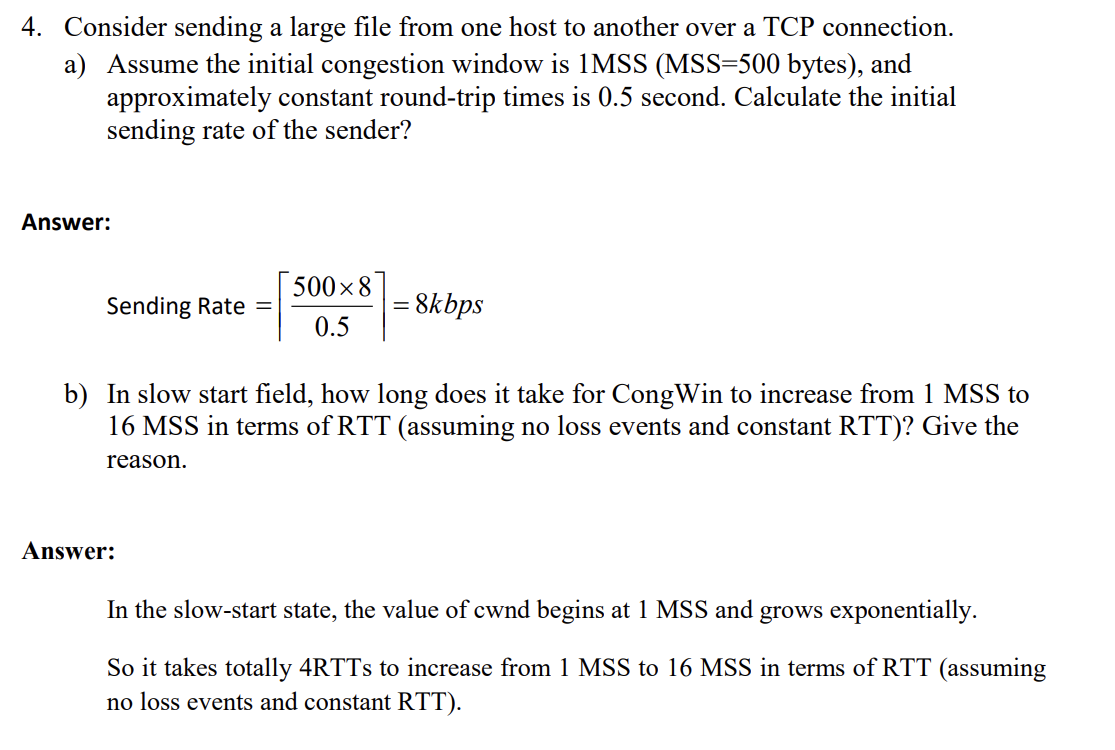 4. Consider sending a large file from one host to another over a TCP connection.
a) Assume the initial congestion window is 1MSS (MSS=500 bytes), and
approximately constant round-trip times is 0.5 second. Calculate the initial
sending rate of the sender?
Answer:
Sending Rate = ⌈500×8 / 0.5⌉ = 8kbps
b) In slow start field, how long does it take for CongWin to increase from 1 MSS to
16 MSS in terms of RTT (assuming no loss events and constant RTT)? Give the
reason.
Answer:
In the slow-start state, the value of cwnd begins at 1 MSS and grows exponentially.
So it takes totally 4RTTs to increase from 1 MSS to 16 MSS in terms of RTT (assuming
no loss events and constant RTT).